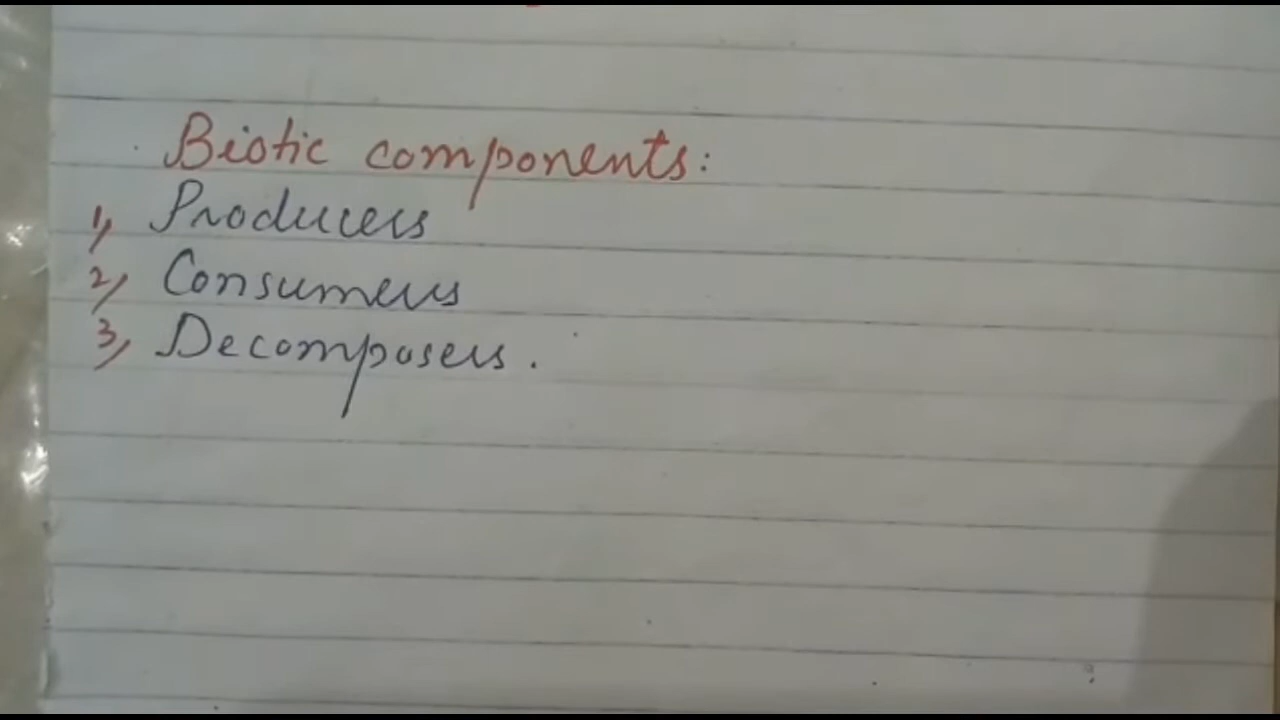 Biotic components:
1, Producers
2, Consumers
3, Decomposers.